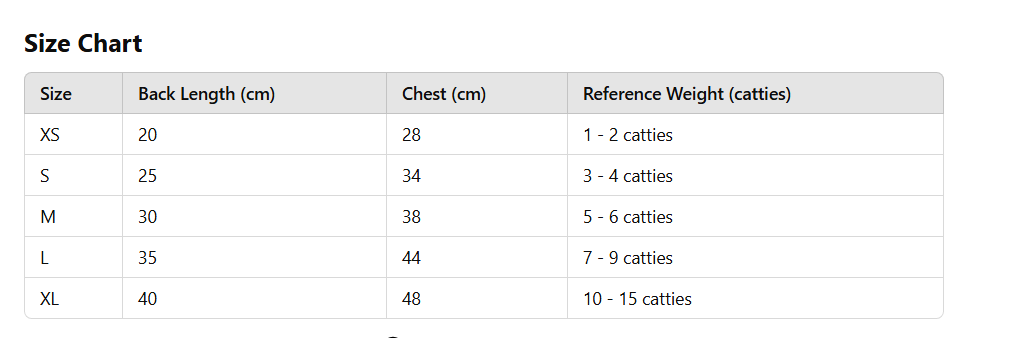 Size Chart
Size Back Length (cm) Chest (cm) Reference Weight (catties)
XS 20 28 1 - 2 catties
S 25 34 3 - 4 catties
M 30 38 5 - 6 catties
L 35 44 7 - 9 catties
XL 40 48 10 - 15 catties